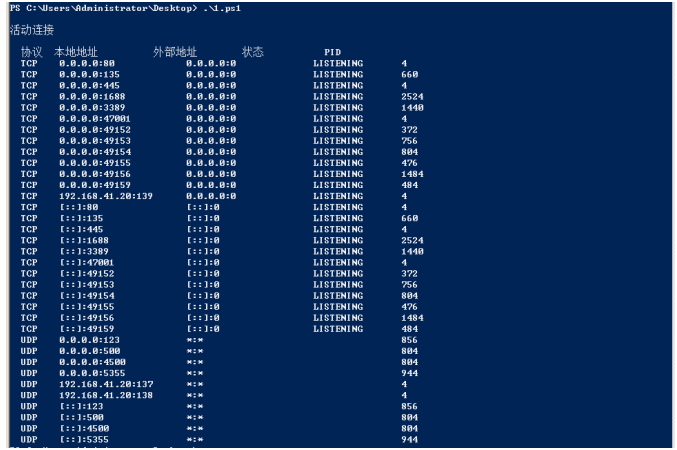 PS C:\Users\Administrator\Desktop> .\1.ps1
活动连接
协议 本地地址 外部地址 状态 PID
TCP 0.0.0.0:80 0.0.0.0:0 LISTENING 4
TCP 0.0.0.0:135 0.0.0.0:0 LISTENING 660
TCP 0.0.0.0:445 0.0.0.0:0 LISTENING 4
TCP 0.0.0.0:1688 0.0.0.0:0 LISTENING 2524
TCP 0.0.0.0:3389 0.0.0.0:0 LISTENING 1440
TCP 0.0.0.0:47001 0.0.0.0:0 LISTENING 4
TCP 0.0.0.0:49152 0.0.0.0:0 LISTENING 372
TCP 0.0.0.0:49153 0.0.0.0:0 LISTENING 756
TCP 0.0.0.0:49154 0.0.0.0:0 LISTENING 804
TCP 0.0.0.0:49155 0.0.0.0:0 LISTENING 476
TCP 0.0.0.0:49156 0.0.0.0:0 LISTENING 1484
TCP 0.0.0.0:49159 0.0.0.0:0 LISTENING 484
TCP 192.168.41.20:139 0.0.0.0:0 LISTENING 4
TCP [::]:80 [::]:0 LISTENING 4
TCP [::]:135 [::]:0 LISTENING 660
TCP [::]:445 [::]:0 LISTENING 4
TCP [::]:1688 [::]:0 LISTENING 2524
TCP [::]:3389 [::]:0 LISTENING 1440
TCP [::]:47001 [::]:0 LISTENING 4
TCP [::]:49152 [::]:0 LISTENING 372
TCP [::]:49153 [::]:0 LISTENING 756
TCP [::]:49154 [::]:0 LISTENING 804
TCP [::]:49155 [::]:0 LISTENING 476
TCP [::]:49156 [::]:0 LISTENING 1484
TCP [::]:49159 [::]:0 LISTENING 484
UDP 0.0.0.0:123 *:* 856
UDP 0.0.0.0:500 *:* 804
UDP 0.0.0.0:4500 *:* 804
UDP 0.0.0.0:5355 *:* 944
UDP 192.168.41.20:137 *:* 4
UDP 192.168.41.20:138 *:* 4
UDP [::]:123 *:* 856
UDP [::]:500 *:* 804
UDP [::]:4500 *:* 804
UDP [::]:5355 *:* 944